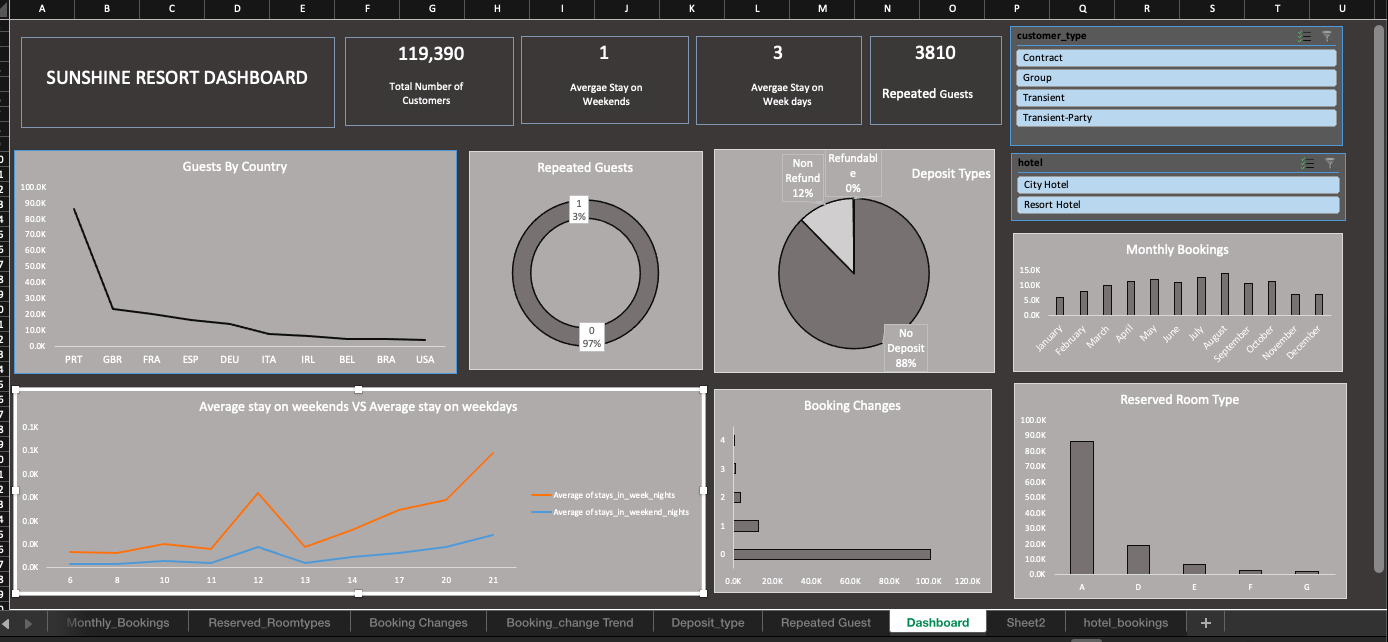 A B C D E F G H I J K L M N O P Q R S T U
SUNSHINE RESORT DASHBOARD
119,390
Total Number of
Customers
1
Avergae Stay on
Weekends
3
Avergae Stay on
Week days
3810
Repeated Guests
customer_type
Contract
Group
Transient
Transient-Party
hotel
City Hotel
Resort Hotel
Guests By Country
100.0K
90.0K
80.0K
70.0K
60.0K
50.0K
40.0K
30.0K
20.0K
10.0K
0.0K
PRT GBR FRA ESP DEU ITA IRL BEL BRA USA
Repeated Guests
1
3%
0
97%
Deposit Types
Non
Refund
12%
Refundabl
e
0%
No
Deposit
88%
Monthly Bookings
15.0K
10.0K
5.0K
0.0K
January February March April May June July August September October November December
Average stay on weekends VS Average stay on weekdays
0.1K
0.1K
0.0K
0.0K
0.0K
0.0K
0.0K
6 8 10 11 12 13 14 17 20 21
Average of stays_in_week_nights
Average of stays_in_weekend_nights
Booking Changes
4
3
2
1
0
0.0K 20.0K 40.0K 60.0K 80.0K 100.0K 120.0K
Reserved Room Type
100.0K
90.0K
80.0K
70.0K
60.0K
50.0K
40.0K
30.0K
20.0K
10.0K
0.0K
A D E F G
Monthly_Bookings Reserved_Roomtypes Booking Changes Booking_change Trend Deposit_type Repeated Guest Dashboard Sheet2 hotel_bookings +